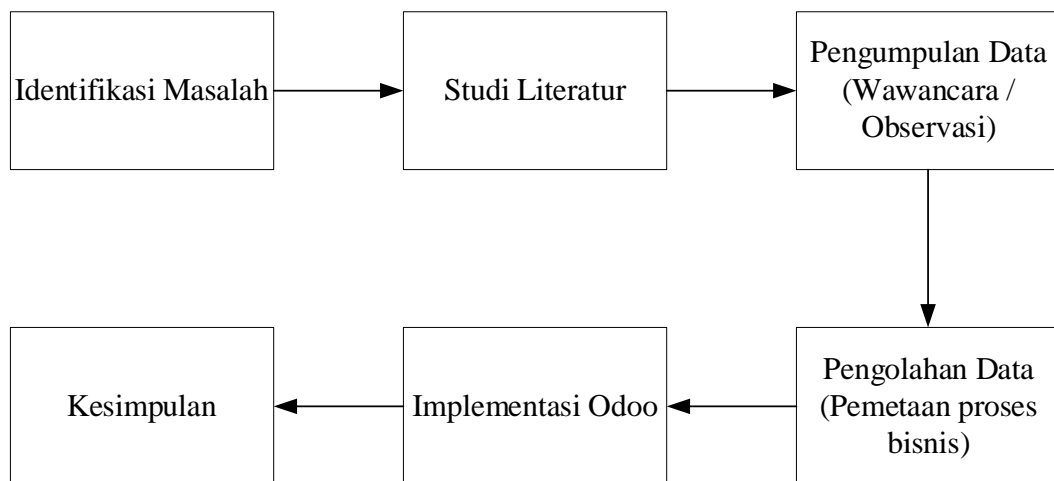 Identifikasi Masalah
Studi Literatur
Pengumpulan Data
(Wawancara /
Observasi)
Pengolahan Data
(Pemetaan proses
bisnis)
Implementasi Odoo
Kesimpulan